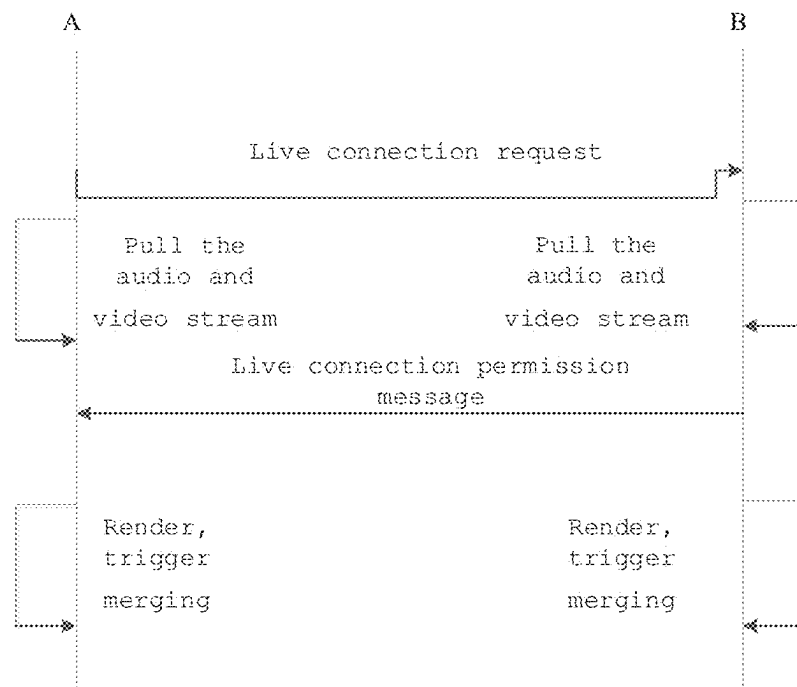 A
B
Live connection request
Pull the
audio and
video stream
Pull the
audio and
video stream
Live connection permission
message
Render,
trigger
merging
Render,
trigger
merging